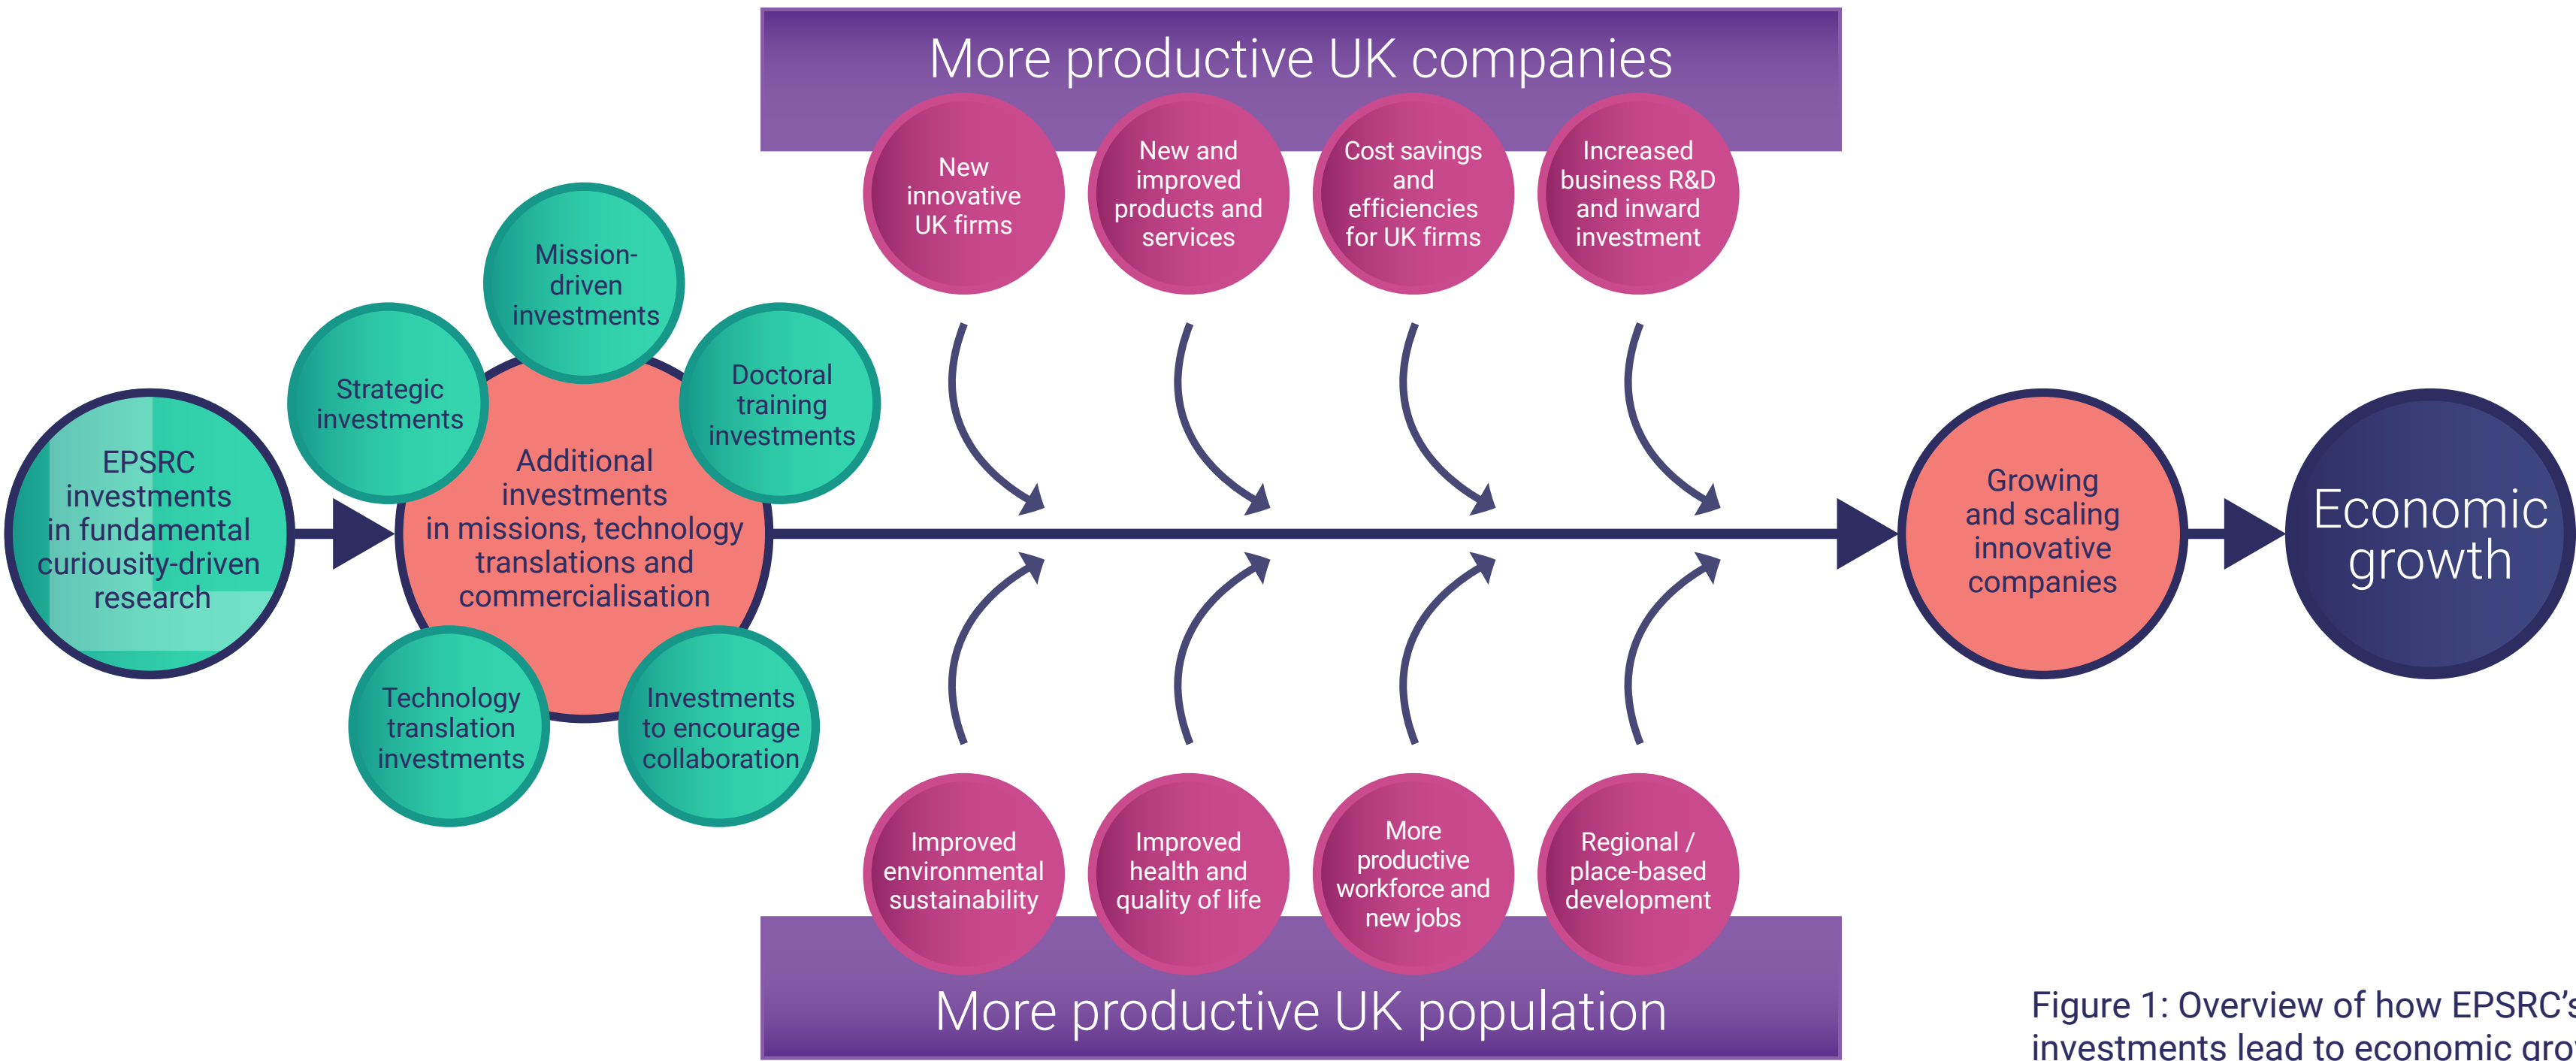 More productive UK companies
New
innovative
UK firms
New and
improved
products and
services
Cost savings
and
efficiencies
for UK firms
Increased
business R&D
and inward
investment
Mission-
driven
investments
Strategic
investments
Doctoral
training
investments
EPSRC
investments
in fundamental
curiousity-driven
research
Additional
investments
in missions, technology
translations and
commercialisation
Technology
translation
investments
Investments
to encourage
collaboration
Growing
and scaling
innovative
companies
Economic
growth
Improved
environmental
sustainability
Improved
health and
quality of life
More
productive
workforce and
new jobs
Regional /
place-based
development
More productive UK population
Figure 1: Overview of how EPSRC’s
investments lead to economic